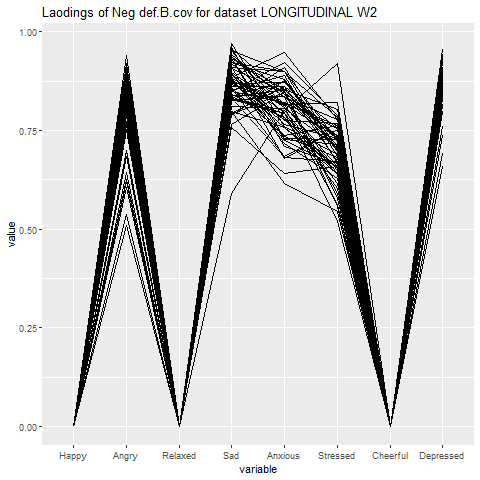 Laodings of Neg def.B.cov for dataset LONGITUDINAL W2
1.00
0.75
value
0.50
0.25
0.00
Happy Angry Relaxed Sad Anxious Stressed Cheerful Depressed
variable